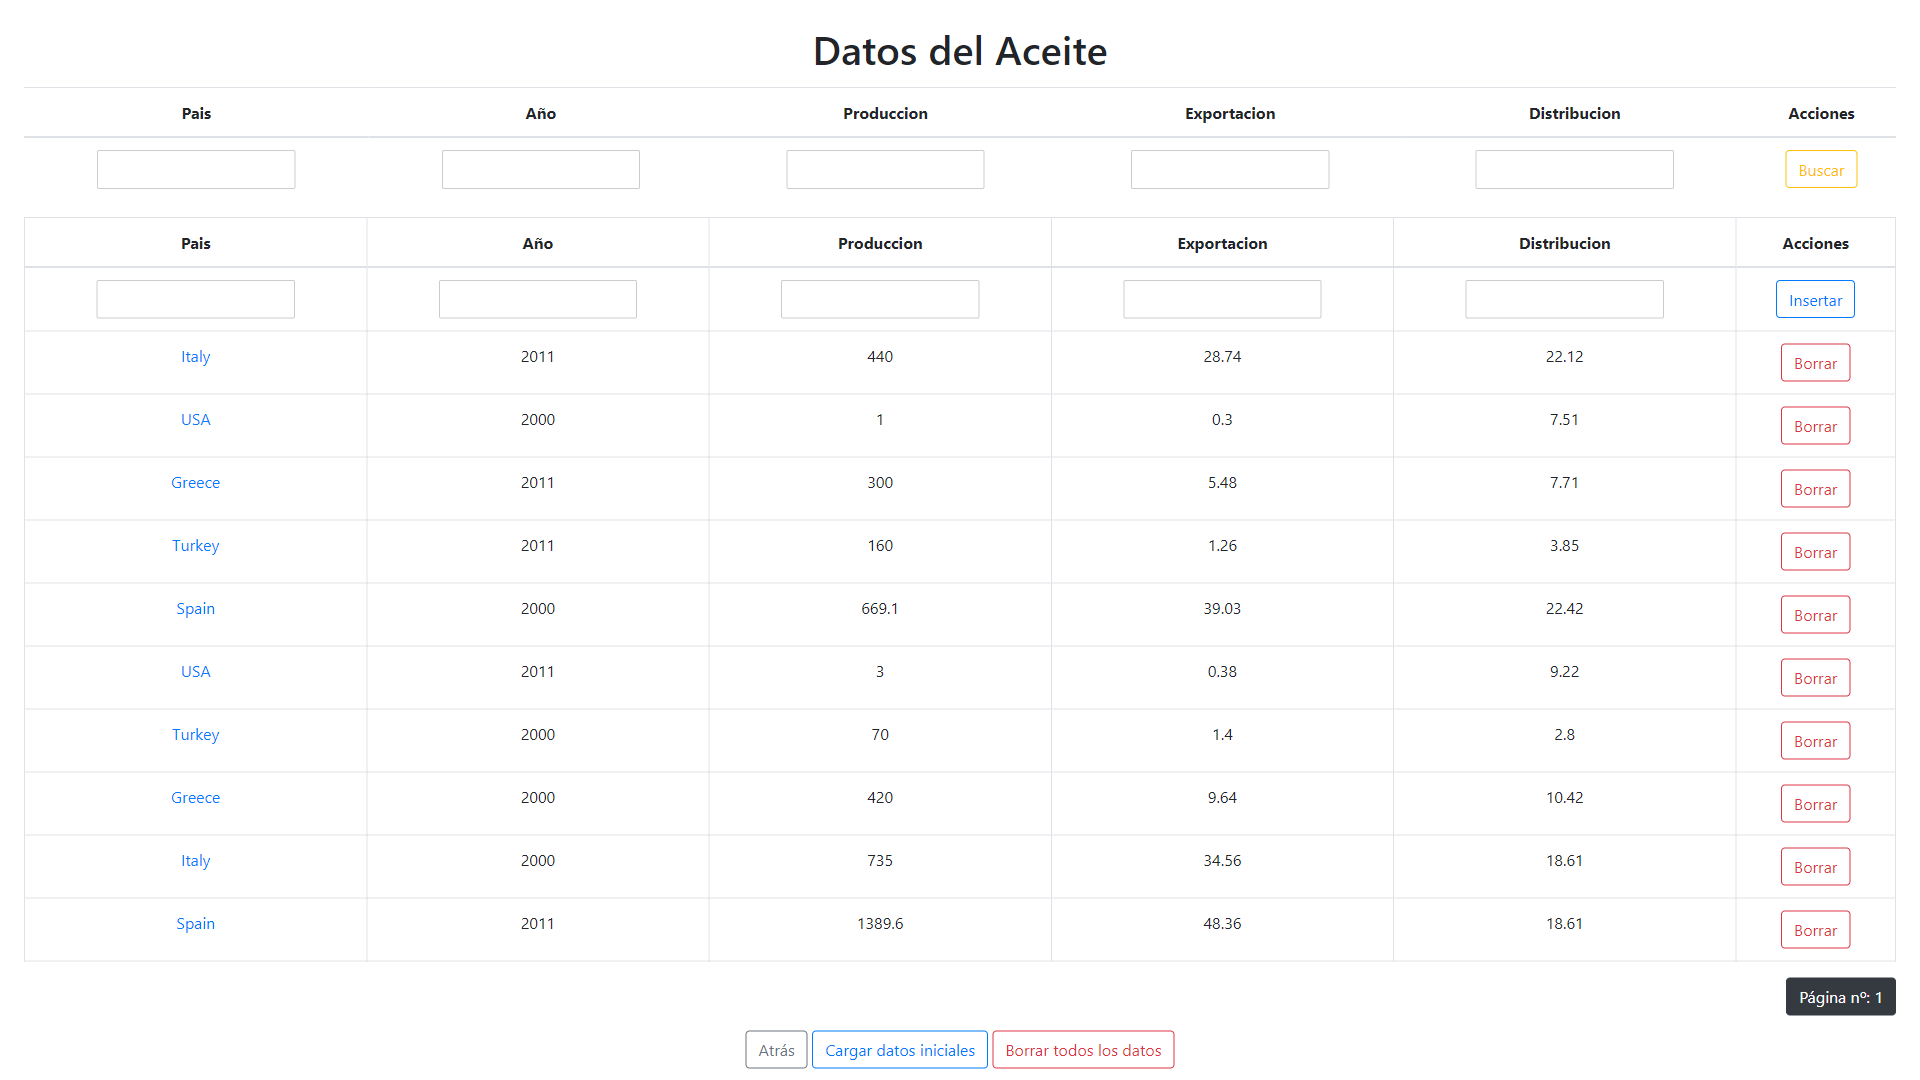 Datos del Aceite
Pais Año Produccion Exportacion Distribucion Acciones
Buscar
Pais Año Produccion Exportacion Distribucion Acciones
Insertar
Italy 2011 440 28.74 22.12 Borrar
USA 2000 1 0.3 7.51 Borrar
Greece 2011 300 5.48 7.71 Borrar
Turkey 2011 160 1.26 3.85 Borrar
Spain 2000 669.1 39.03 22.42 Borrar
USA 2011 3 0.38 9.22 Borrar
Turkey 2000 70 1.4 2.8 Borrar
Greece 2000 420 9.64 10.42 Borrar
Italy 2000 735 34.56 18.61 Borrar
Spain 2011 1389.6 48.36 18.61 Borrar
Página nº: 1
Atrás Cargar datos iniciales Borrar todos los datos